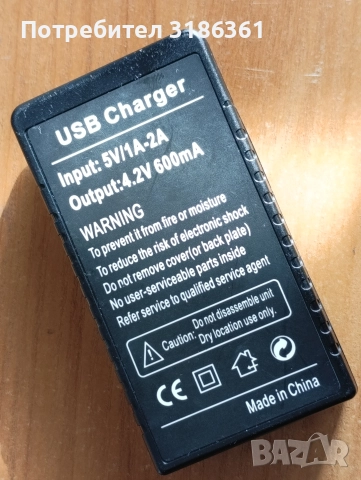 Потребител 3186361
USB Charger
Input: 5V/1A-2A
Output:4.2V 600mA
WARNING
To prevent it from fire or moisture
To reduce the risk of electronic shock
Do not remove cover(or back plate)
No user-serviceable parts inside
Refer service to qualified service agent
Caution: Do not disassemble unit
Dry location use only.
CE
Made in China
BAZAR